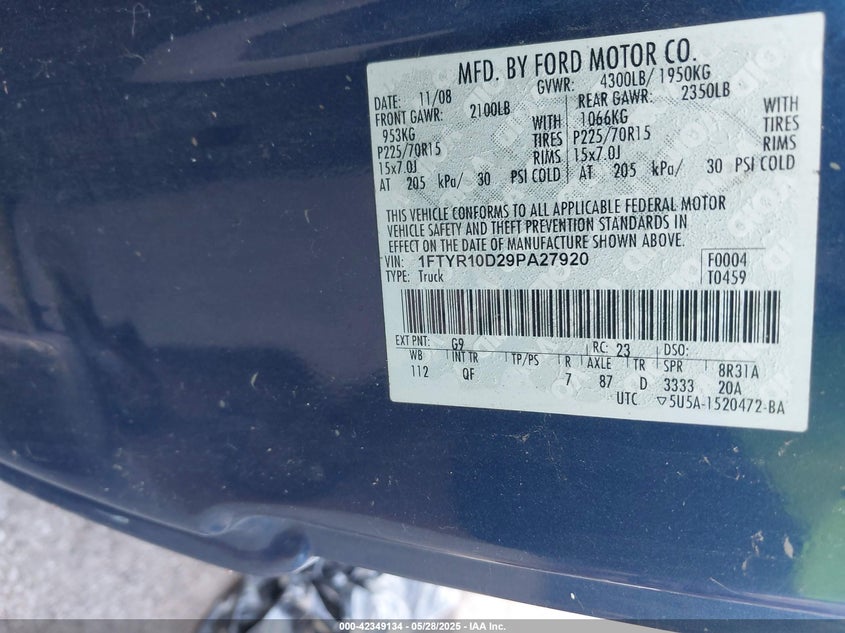 MFD. BY FORD MOTOR CO.
DATE: 11/08 GVWR: 4300LB/ 1950KG
FRONT GAWR: 2100LB REAR GAWR: 2350LB
953KG WITH 1066KG WITH
P225/70R15 TIRES P225/70R15 TIRES
15x7.0J RIMS 15x7.0J RIMS
AT 205 kPa/ 30 PSI COLD AT 205 kPa/ 30 PSI COLD
THIS VEHICLE CONFORMS TO ALL APPLICABLE FEDERAL MOTOR
VEHICLE SAFETY AND THEFT PREVENTION STANDARDS IN
EFFECT ON THE DATE OF MANUFACTURE SHOWN ABOVE.
VIN: 1FTYR10D29PA27920 F0004
TYPE: Truck T0459
EXT PNT: G9 RC: 23 DSO:
WB INT TR TP/PS R AXLE TR SPR 8R31A
112 QF 7 87 D 3333 20A
UTC ▽5U5A-1520472-BA
000-42349134 - 05/28/2025 - IAA Inc.